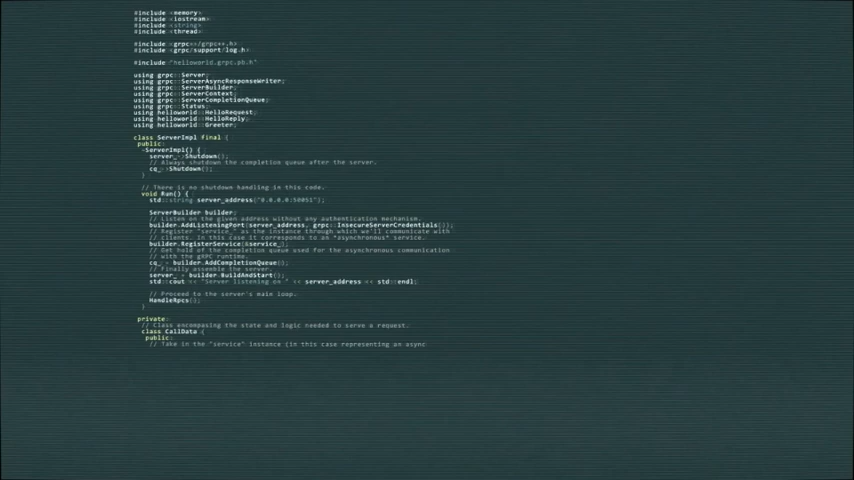 #include <memory>
#include <iostream>
#include <string>
#include <thread>
#include <grpc++/grpc++.h>
#include <grpc/support/log.h>
#include "helloworld.grpc.pb.h"
using grpc::Server;
using grpc::ServerAsyncResponseWriter;
using grpc::ServerBuilder;
using grpc::ServerContext;
using grpc::ServerCompletionQueue;
using grpc::Status;
using helloworld::HelloRequest;
using helloworld::HelloReply;
using helloworld::Greeter;
class ServerImpl final {
public:
~ServerImpl() {
server_->Shutdown();
// Always shutdown the completion queue after the server.
cq_->Shutdown();
}
// There is no shutdown handling in this code.
void Run() {
std::string server_address("0.0.0.0:50051");
ServerBuilder builder;
// Listen on the given address without any authentication mechanism.
builder.AddListeningPort(server_address, grpc::InsecureServerCredentials());
// Register "service_" as the instance through which we'll communicate with
// clients. In this case it corresponds to an *asynchronous* service.
builder.RegisterService(&service_);
// Get hold of the completion queue used for the asynchronous communication
// with the gRPC runtime.
cq_ = builder.AddCompletionQueue();
// Finally assemble the server.
server_ = builder.BuildAndStart();
std::cout << "Server listening on " << server_address << std::endl;
// Proceed to the server's main loop.
HandleRpcs();
}
private:
// Class encompasing the state and logic needed to serve a request.
class CallData {
public:
// Take in the "service" instance (in this case representing an async